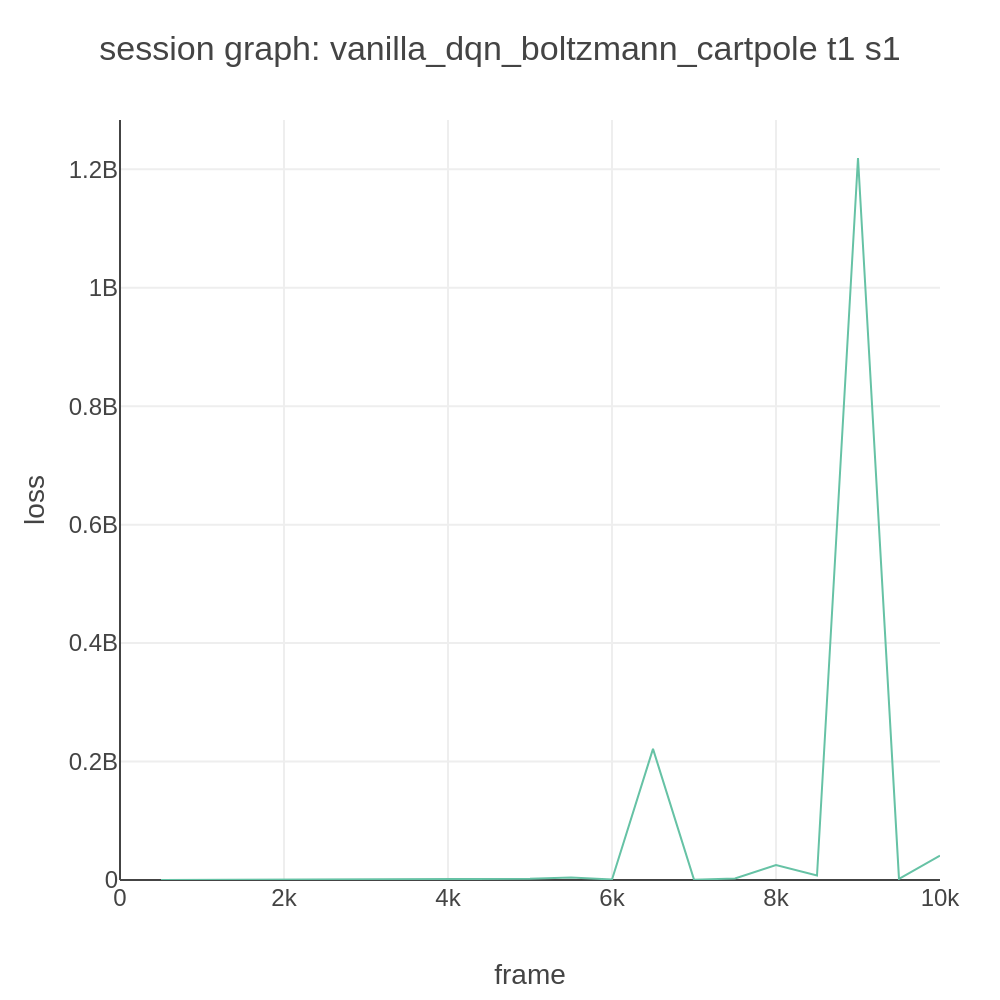 session graph: vanilla_dqn_boltzmann_cartpole t1 s1
1.2B
1B
0.8B
0.6B
0.4B
0.2B
0
loss
0 2k 4k 6k 8k 10k
frame